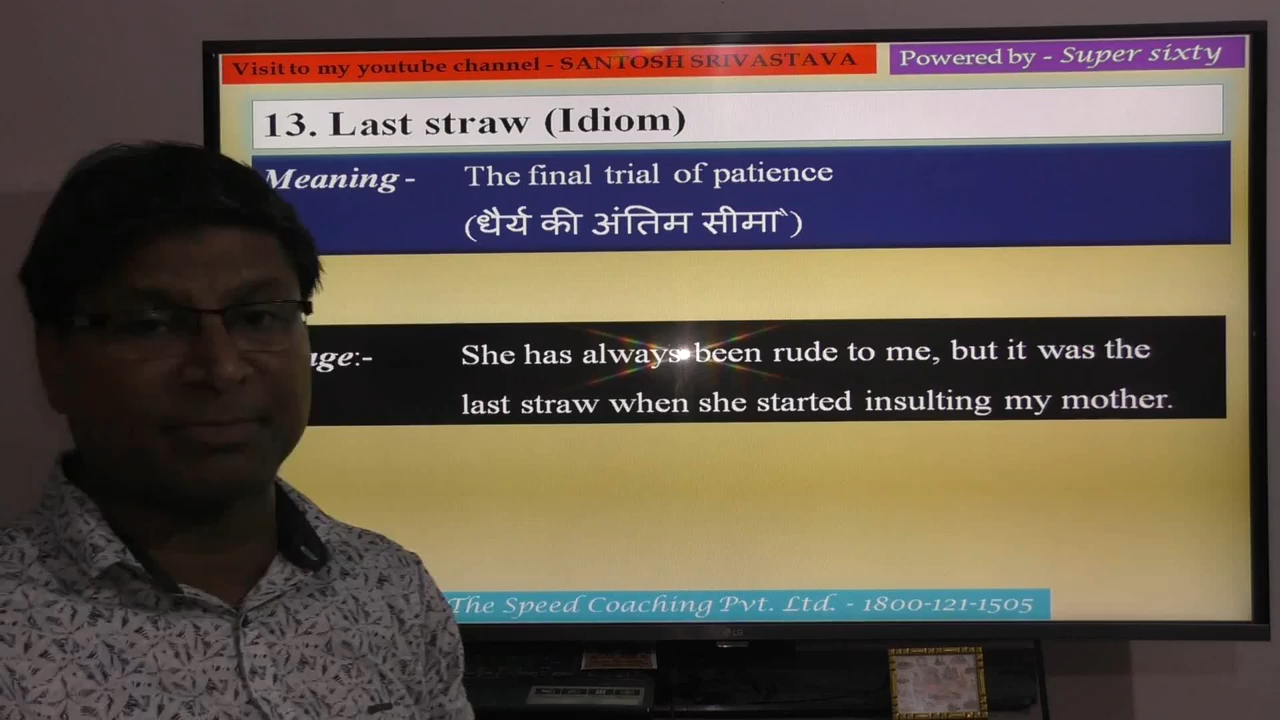 Visit to my youtube channel - SANTOSH SRIVASTAVA
Powered by - Super sixty
13. Last straw (Idiom)
Meaning - The final trial of patience
(धैर्य की अंतिम सीमा`)
age:- She has always been rude to me, but it was the
last straw when she started insulting my mother.
The Speed Coaching Pvt. Ltd. - 1800-121-1505
LG